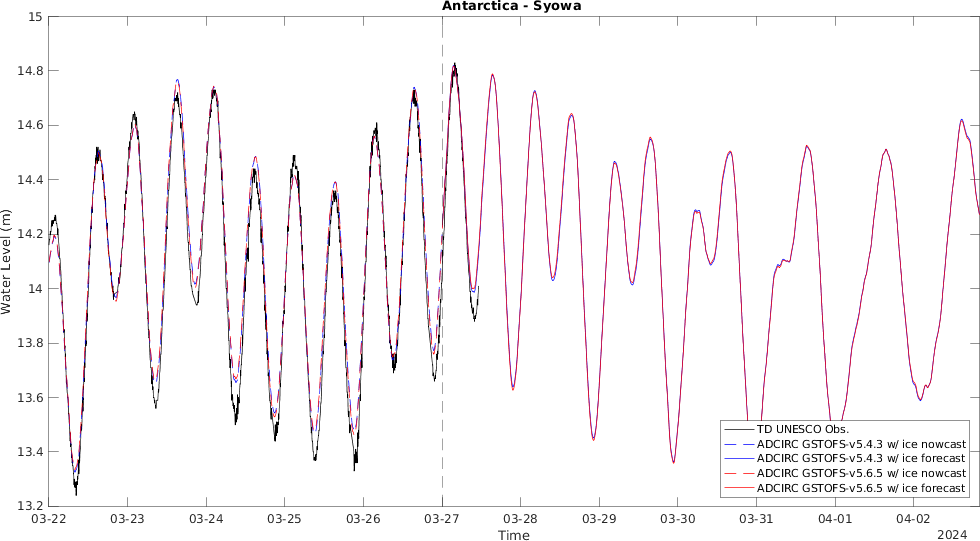 Antarctica - Syowa
15
14.8
14.6
14.4
14.2
14
13.8
13.6
13.4
13.2
Water Level (m)
TD UNESCO Obs.
ADCIRC GSTOFS-v5.4.3 w/ ice nowcast
ADCIRC GSTOFS-v5.4.3 w/ ice forecast
ADCIRC GSTOFS-v5.6.5 w/ ice nowcast
ADCIRC GSTOFS-v5.6.5 w/ ice forecast
03-22 03-23 03-24 03-25 03-26 03-27 03-28 03-29 03-30 03-31 04-01 04-02
Time
2024